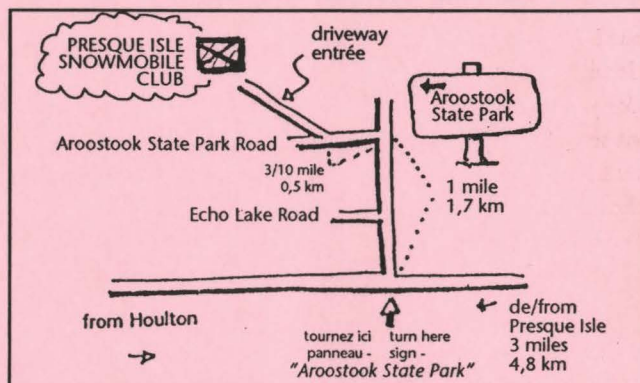 PRESQUE ISLE
SNOWMOBILE
CLUB
driveway
entrée
Aroostook
State Park
Aroostook State Park Road
3/10 mile
0,5 km
1 mile
1,7 km
Echo Lake Road
from Houlton
tournez ici turn here
panneau - sign -
"Aroostook State Park"
de/from
Presque Isle
3 miles
4,8 km